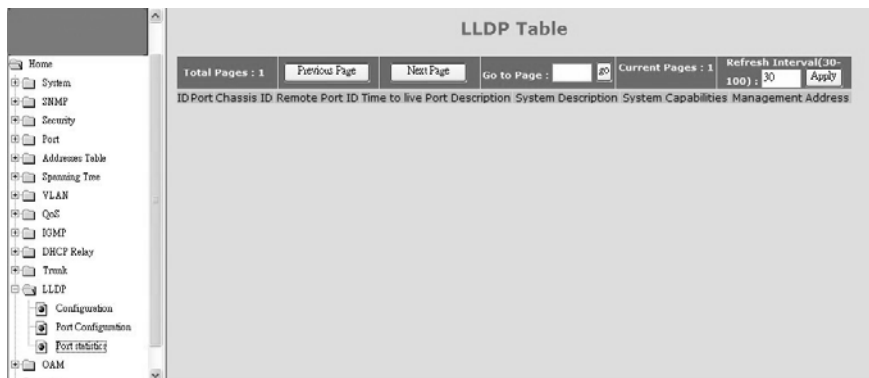 LLDP Table
Home
System
SNMP
Security
Port
Addresses Table
Spanning Tree
VLAN
QoS
IGMP
DHCP Relay
Trunk
LLDP
Configuration
Port Configuration
Port statistics
OAM
Total Pages : 1
Previous Page
Next Page
Go to Page :
go
Current Pages : 1
Refresh Interval(30-
100) : 30 Apply
ID Port Chassis ID Remote Port ID Time to live Port Description System Description System Capabilities Management Address